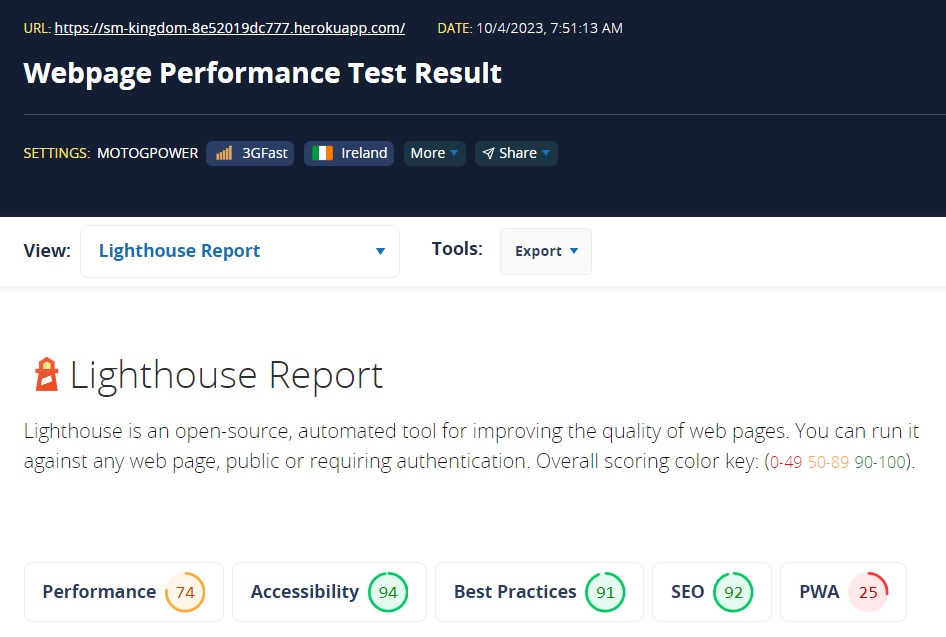 URL: https://sm-kingdom-8e52019dc777.herokuapp.com/ DATE: 10/4/2023, 7:51:13 AM
Webpage Performance Test Result
SETTINGS: MOTOGPOWER 3GFast Ireland More Share
View: Lighthouse Report Tools: Export
Lighthouse Report
Lighthouse is an open-source, automated tool for improving the quality of web pages. You can run it
against any web page, public or requiring authentication. Overall scoring color key: (0-49 50-89 90-100).
Performance 74 Accessibility 94 Best Practices 91 SEO 92 PWA 25